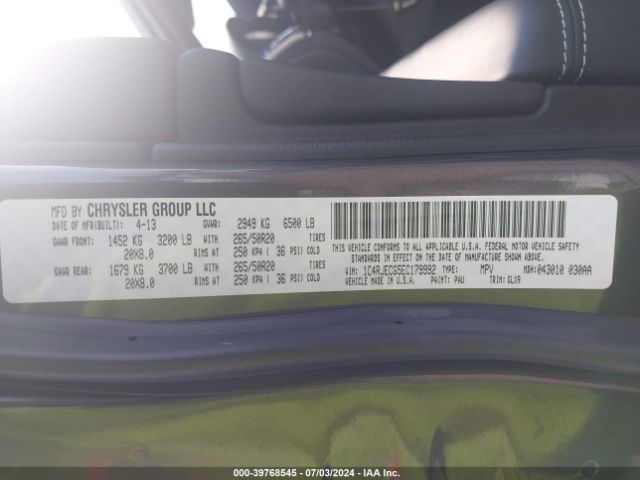 MFD BY CHRYSLER GROUP LLC
DATE OF MFR(BUILT): 4-13 GVWR: 2949 KG 6500 LB
GAWR FRONT: 1452 KG 3200 LB WITH 265/50R20 TIRES
20X8.0 RIMS AT 250 KPA ( 36 PSI) COLD
GAWR REAR: 1679 KG 3700 LB WITH 265/50R20 TIRES
20X8.0 RIMS AT 250 KPA ( 36 PSI) COLD
THIS VEHICLE CONFORMS TO ALL APPLICABLE U.S.A. FEDERAL MOTOR VEHICLE SAFETY
STANDARDS IN EFFECT ON THE DATE OF MANUFACTURE SHOWN ABOVE.
VIN: 1C4RJECG5EC179992 TYPE: MPV MDH: 043010 030AA
VEHICLE MADE IN U.S.A. PAINT: PAU TRIM: GLX9
000-39768545 - 07/03/2024 - IAA Inc.